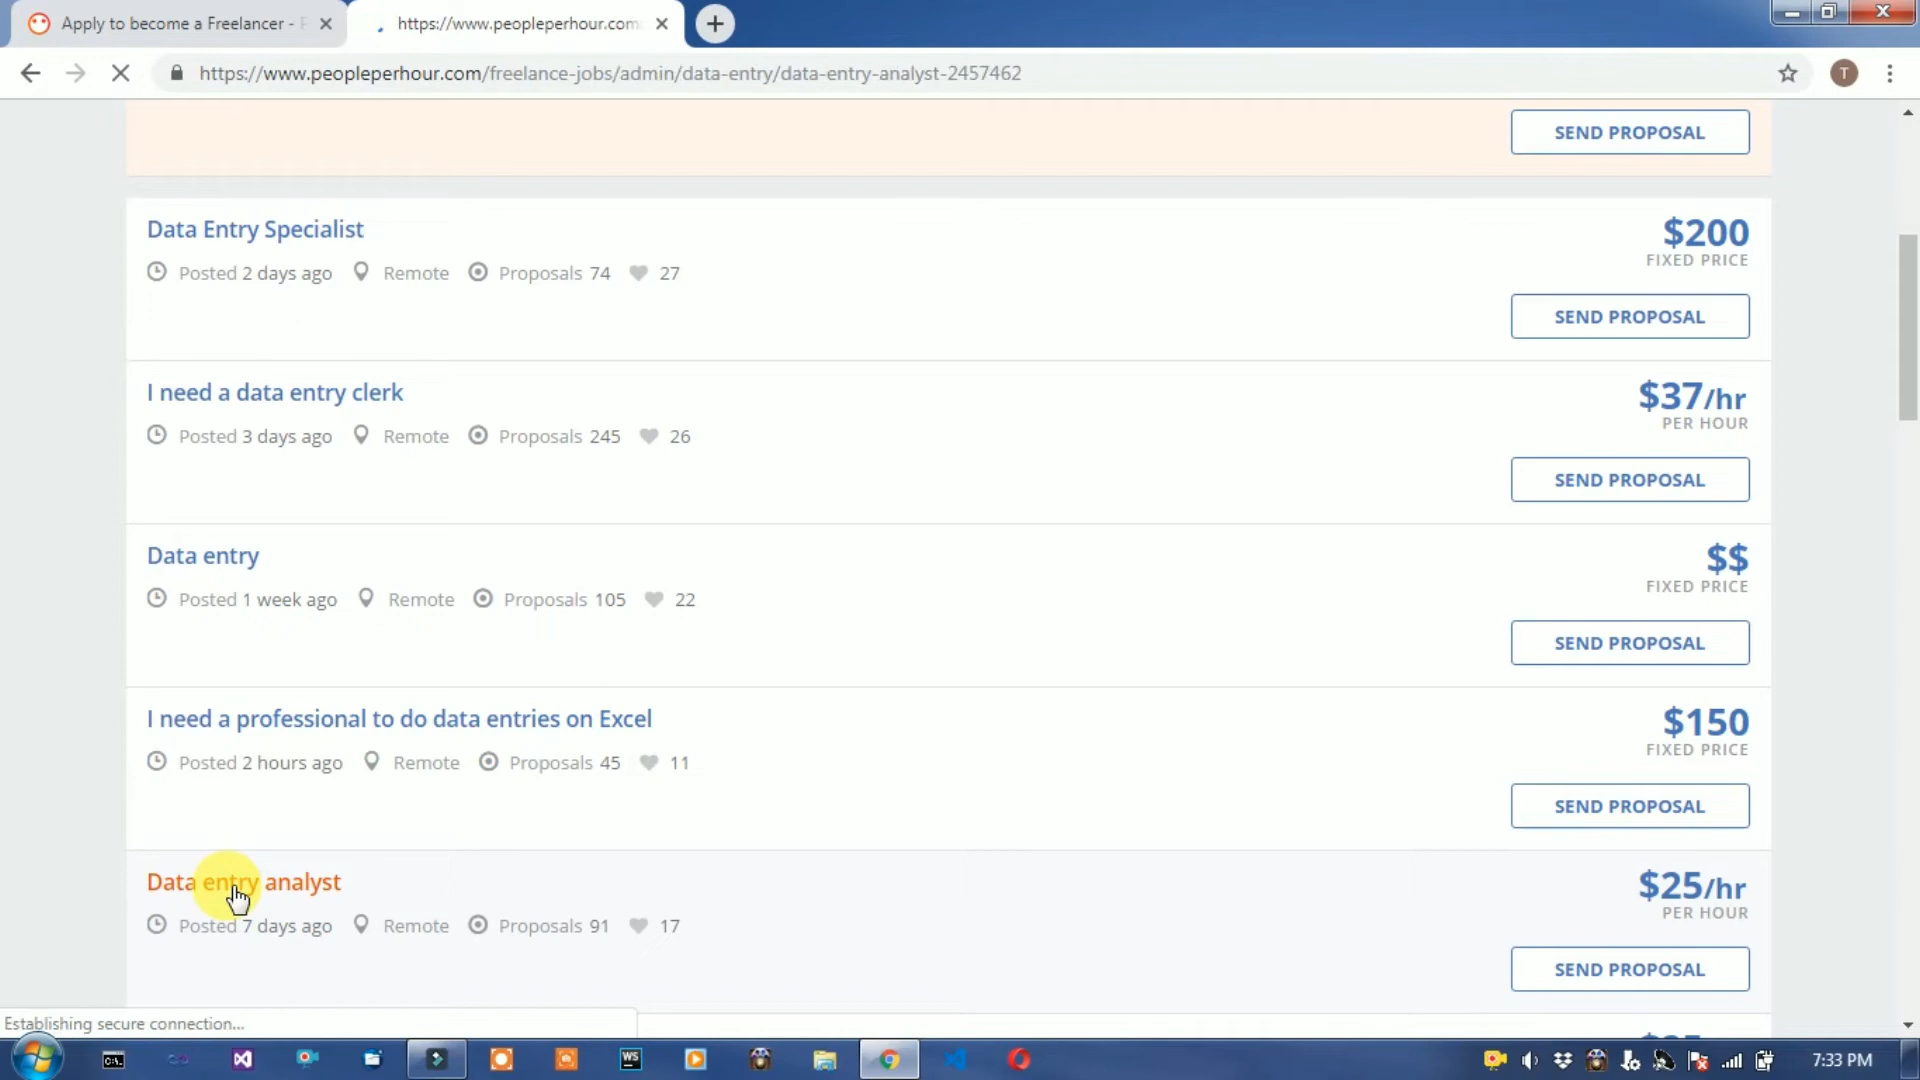 Apply to become a Freelancer -
https://www.peopleperhour.com
https://www.peopleperhour.com/freelance-jobs/admin/data-entry/data-entry-analyst-2457462
T
SEND PROPOSAL
Data Entry Specialist
$200
FIXED PRICE
Posted 2 days ago Remote Proposals 74 27
SEND PROPOSAL
I need a data entry clerk
$37/hr
PER HOUR
Posted 3 days ago Remote Proposals 245 26
SEND PROPOSAL
Data entry
$$
FIXED PRICE
Posted 1 week ago Remote Proposals 105 22
SEND PROPOSAL
I need a professional to do data entries on Excel
$150
FIXED PRICE
Posted 2 hours ago Remote Proposals 45 11
SEND PROPOSAL
Data entry analyst
$25/hr
PER HOUR
Posted 7 days ago Remote Proposals 91 17
SEND PROPOSAL
Establishing secure connection...
C:\.
WS
7:33 PM